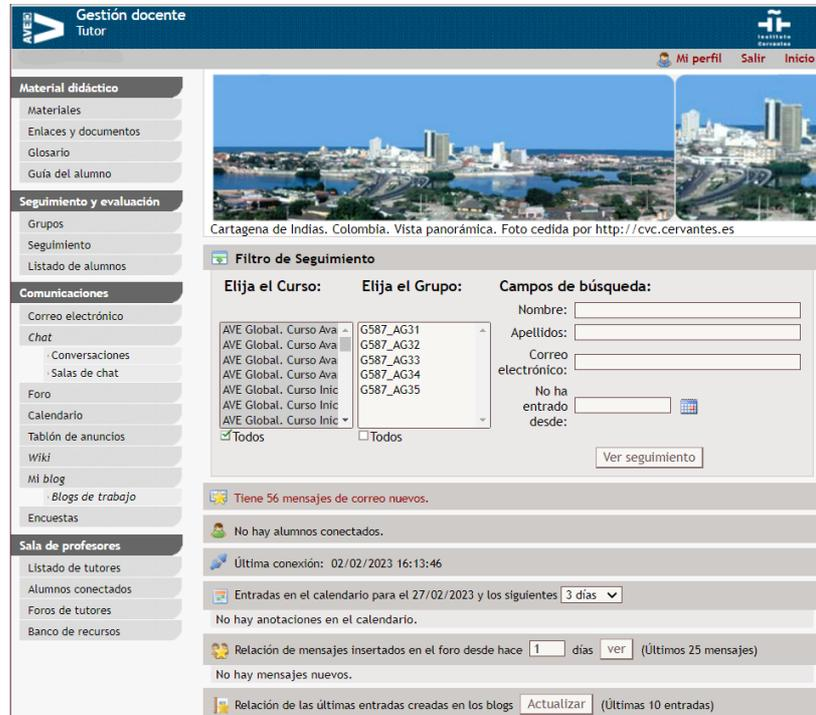 AVE
Gestión docente
Tutor
Instituto
Cervantes
Mi perfil Salir Inicio
Material didáctico
Materiales
Enlaces y documentos
Glosario
Guía del alumno
Seguimiento y evaluación
Grupos
Seguimiento
Listado de alumnos
Comunicaciones
Correo electrónico
Chat
Conversaciones
Salas de chat
Foro
Calendario
Tablón de anuncios
Wiki
Mi blog
Blogs de trabajo
Encuestas
Sala de profesores
Listado de tutores
Alumnos conectados
Foros de tutores
Banco de recursos
Cartagena de Indias. Colombia. Vista panorámica. Foto cedida por http://cvc.cervantes.es
Filtro de Seguimiento
Elija el Curso:
AVE Global. Curso Ava
AVE Global. Curso Ava
AVE Global. Curso Ava
AVE Global. Curso Ava
AVE Global. Curso Inic
AVE Global. Curso Inic
AVE Global. Curso Inic
Todos
Elija el Grupo:
G587_AG31
G587_AG32
G587_AG33
G587_AG34
G587_AG35
Todos
Campos de búsqueda:
Nombre:
Apellidos:
Correo
electrónico:
No ha
entrado
desde:
Ver seguimiento
Tiene 56 mensajes de correo nuevos.
No hay alumnos conectados.
Última conexión: 02/02/2023 16:13:46
Entradas en el calendario para el 27/02/2023 y los siguientes 3 días
No hay anotaciones en el calendario.
Relación de mensajes insertados en el foro desde hace 1 días ver (Últimos 25 mensajes)
No hay mensajes nuevos.
Relación de las últimas entradas creadas en los blogs Actualizar (Últimas 10 entradas)